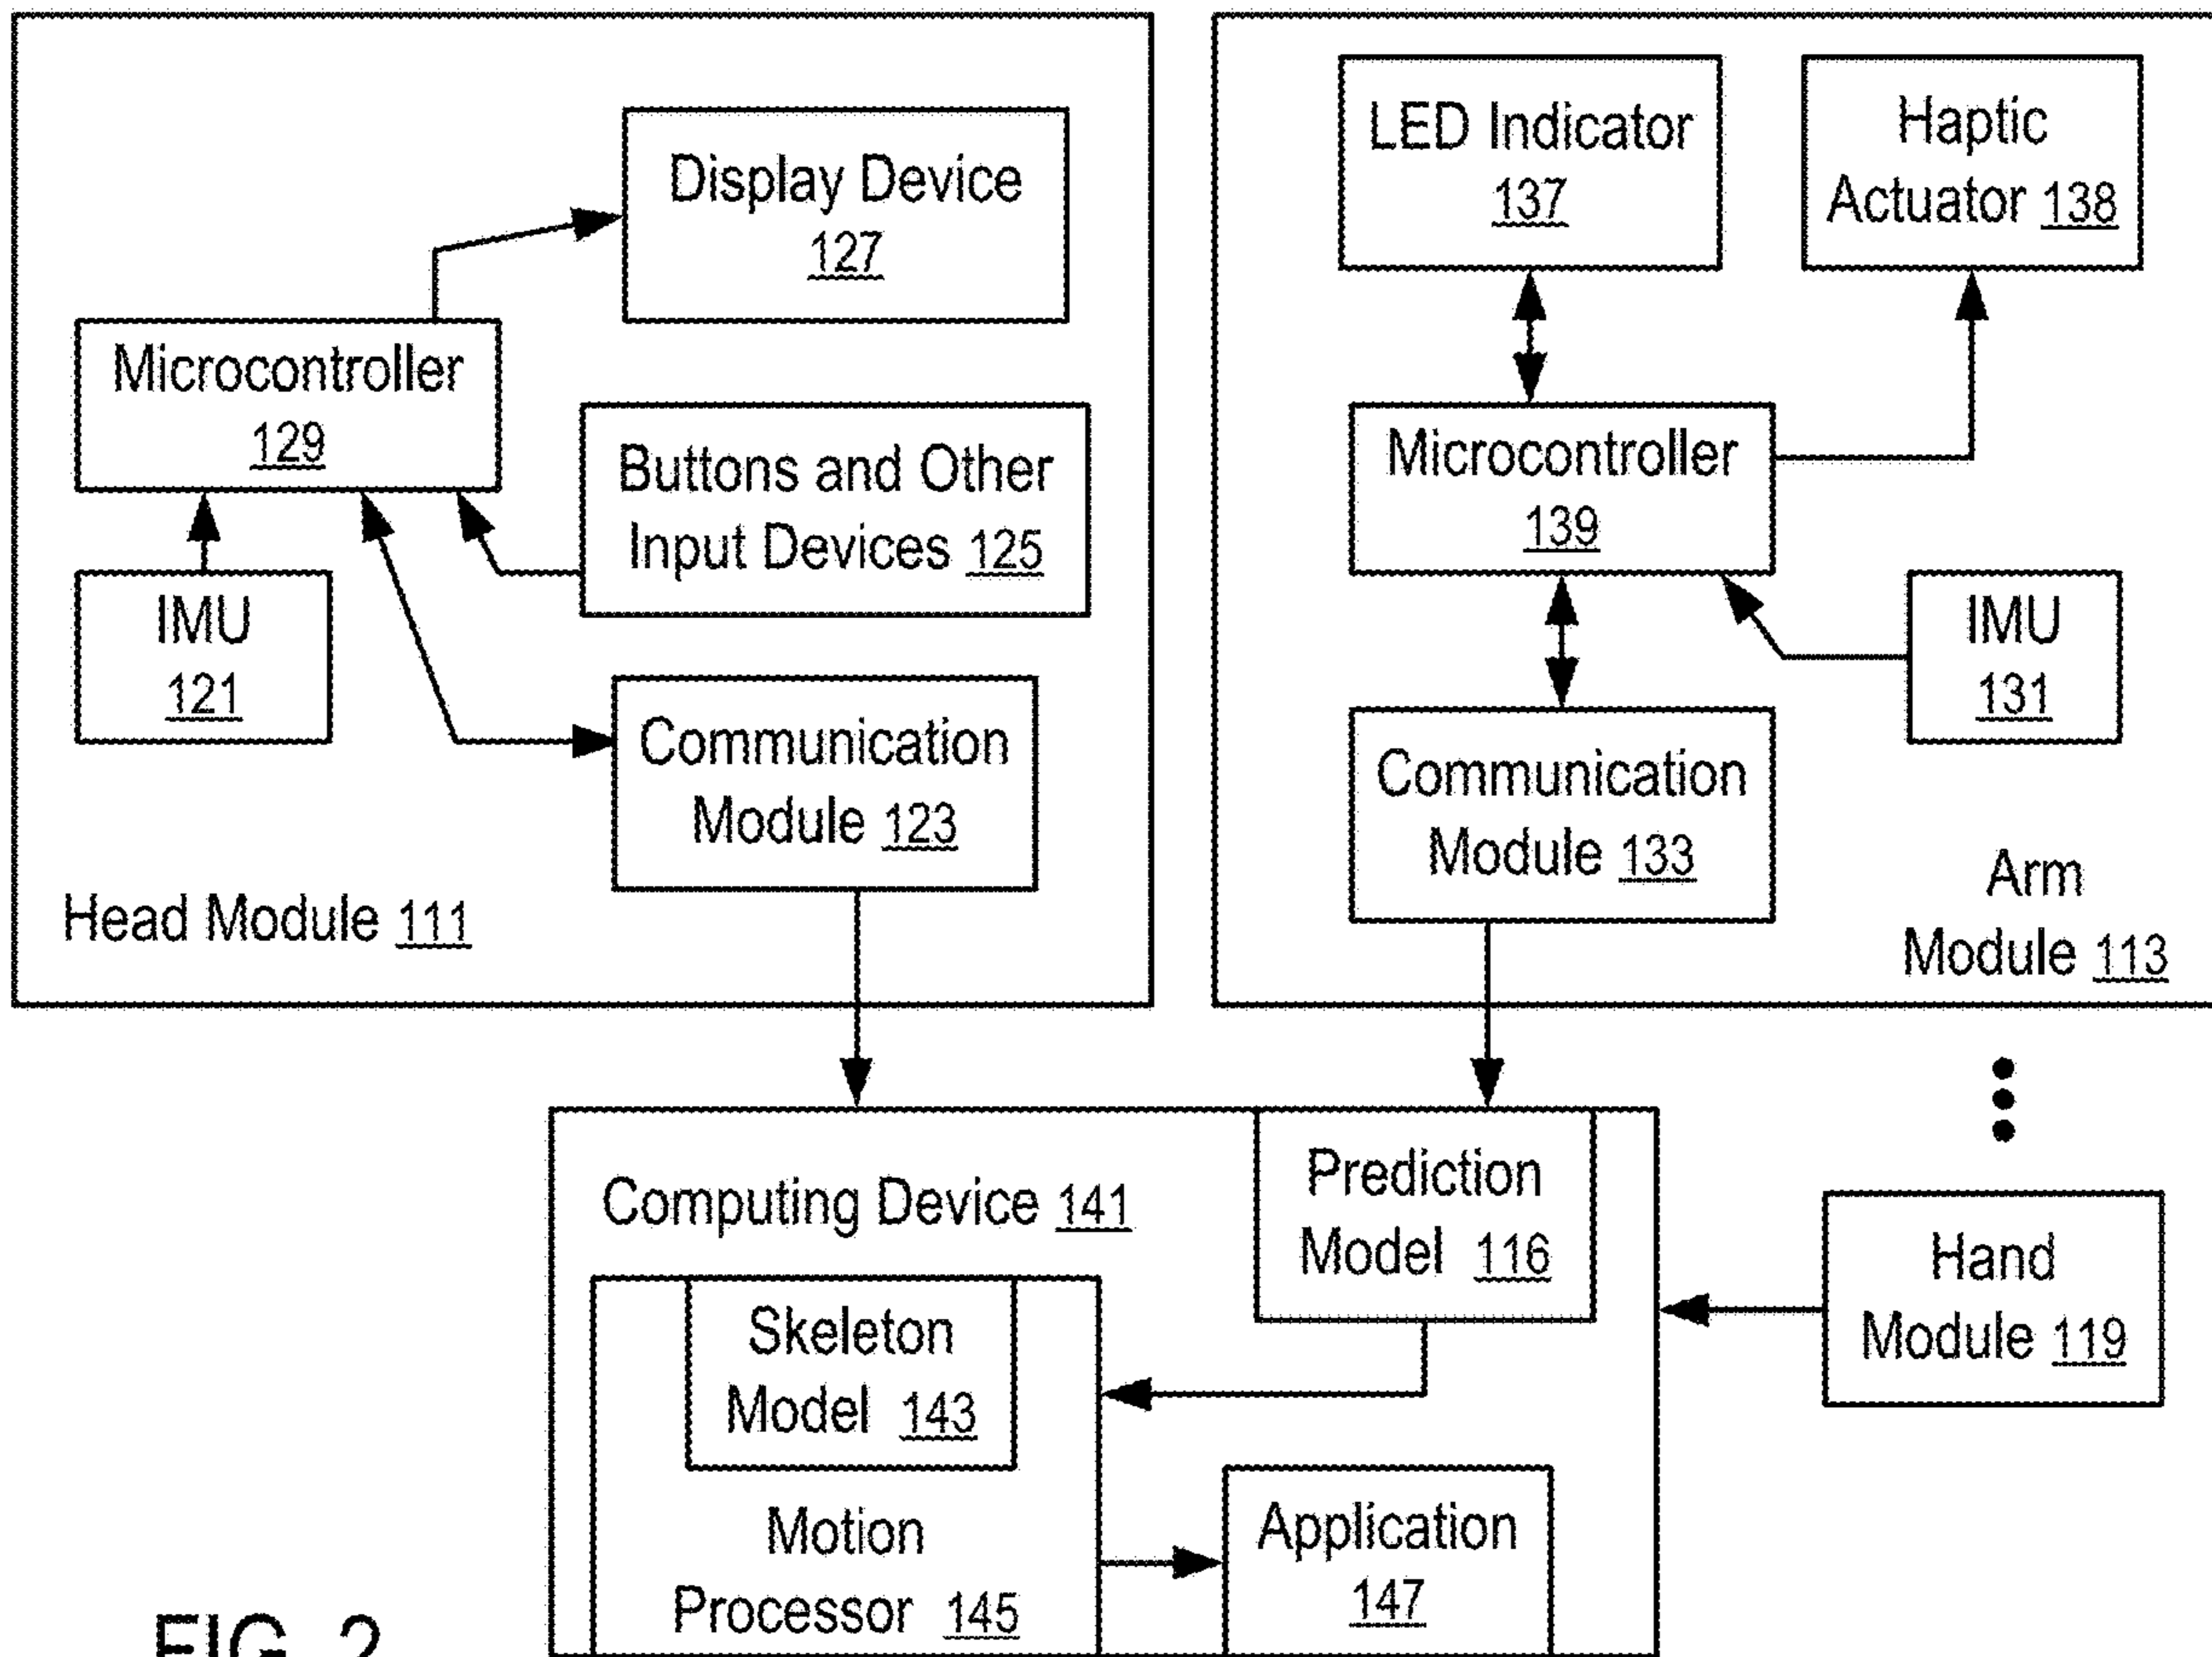 Display Device
127
Microcontroller
129
Buttons and Other
Input Devices 125
IMU
121
Communication
Module 123
Head Module 111
LED Indicator
137
Haptic
Actuator 138
Microcontroller
139
IMU
131
Communication
Module 133
Arm
Module 113
Computing Device 141
Prediction
Model 116
Skeleton
Model 143
Motion
Processor 145
Application
147
Hand
Module 119
FIG. 2